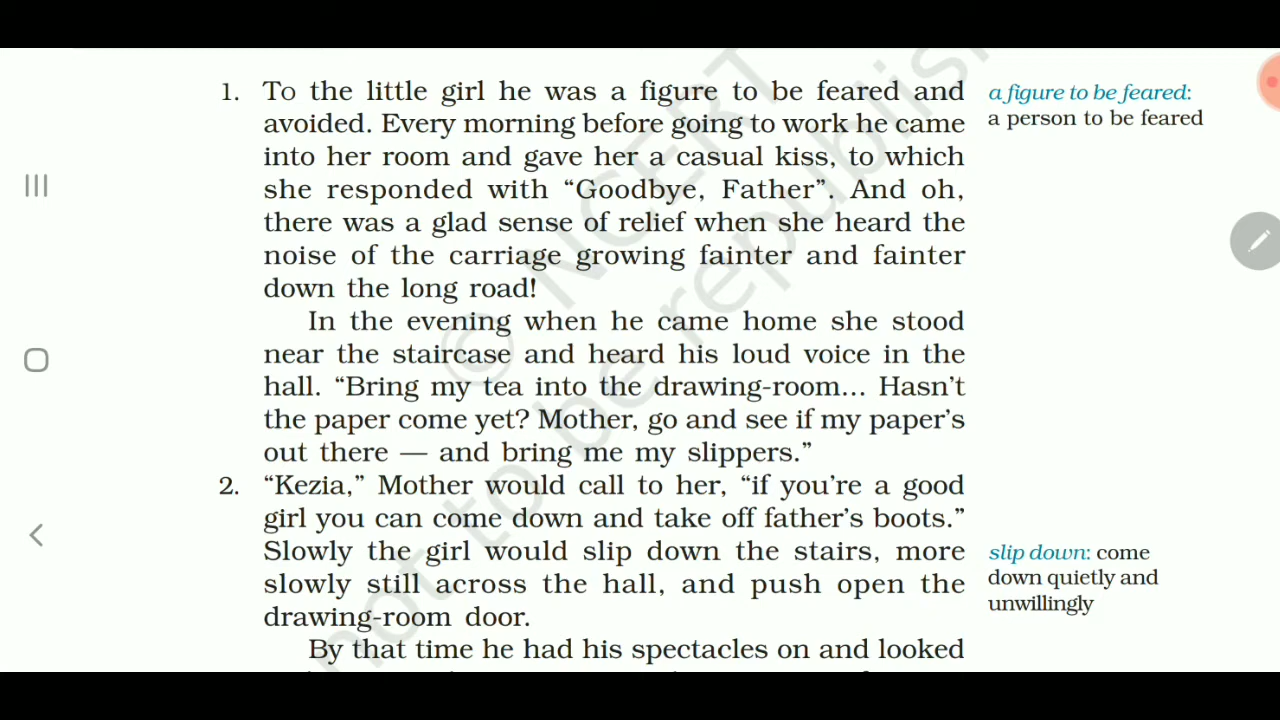 1. To the little girl he was a figure to be feared and
avoided. Every morning before going to work he came
into her room and gave her a casual kiss, to which
she responded with “Goodbye, Father”. And oh,
there was a glad sense of relief when she heard the
noise of the carriage growing fainter and fainter
down the long road!
In the evening when he came home she stood
near the staircase and heard his loud voice in the
hall. “Bring my tea into the drawing-room... Hasn’t
the paper come yet? Mother, go and see if my paper’s
out there — and bring me my slippers.”
2. “Kezia,” Mother would call to her, “if you’re a good
girl you can come down and take off father’s boots.”
Slowly the girl would slip down the stairs, more
slowly still across the hall, and push open the
drawing-room door.
By that time he had his spectacles on and looked
a figure to be feared:
a person to be feared
slip down: come
down quietly and
unwillingly
© NCERT
not to be republish